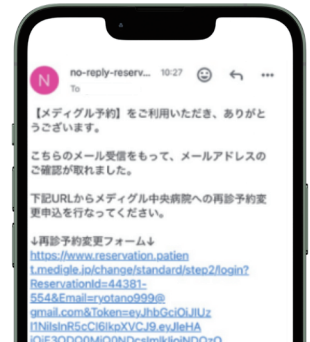 N
no-reply-reserv... 10:27
To
【メディグル予約】をご利用いただき、ありがと
うございます。
こちらのメール受信をもって、メールアドレスの
ご確認が取れました。
下記URLからメディグル中央病院への再診予約変
更申込を行なってください。
↓再診予約変更フォーム↓
https://www.reservation.patien
t.medigle.jp/change/standard/step2/login?
ReservationId=44381-
554&Email=ryotano999@
gmail.com&Token=eyJhbGciOiJIUz
I1NiIsInR5cCI6IkpXVCJ9.eyJleHA